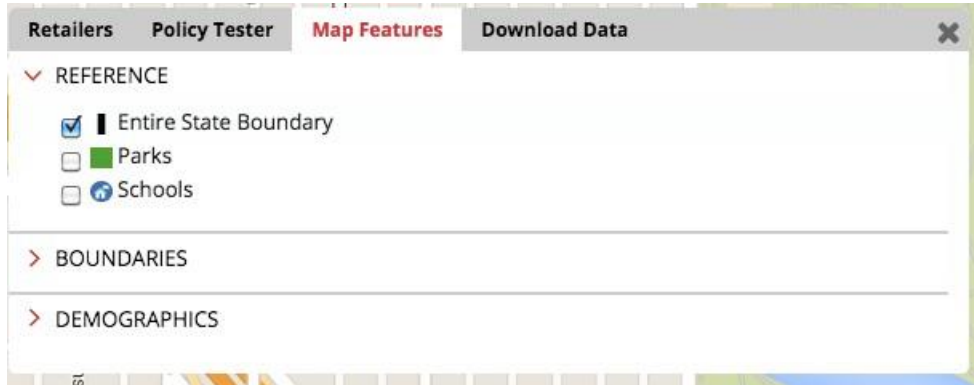 Retailers Policy Tester Map Features Download Data
REFERENCE
Entire State Boundary
Parks
Schools
BOUNDARIES
DEMOGRAPHICS